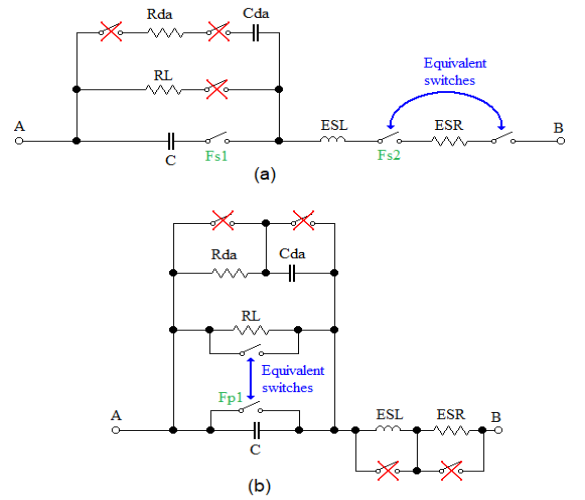 Rda
Cda
RL
Equivalent
switches
A
ESL
ESR
B
C
Fs1
Fs2
(a)
Rda
Cda
RL
Equivalent
switches
Fp1
A
ESL
ESR
B
C
(b)